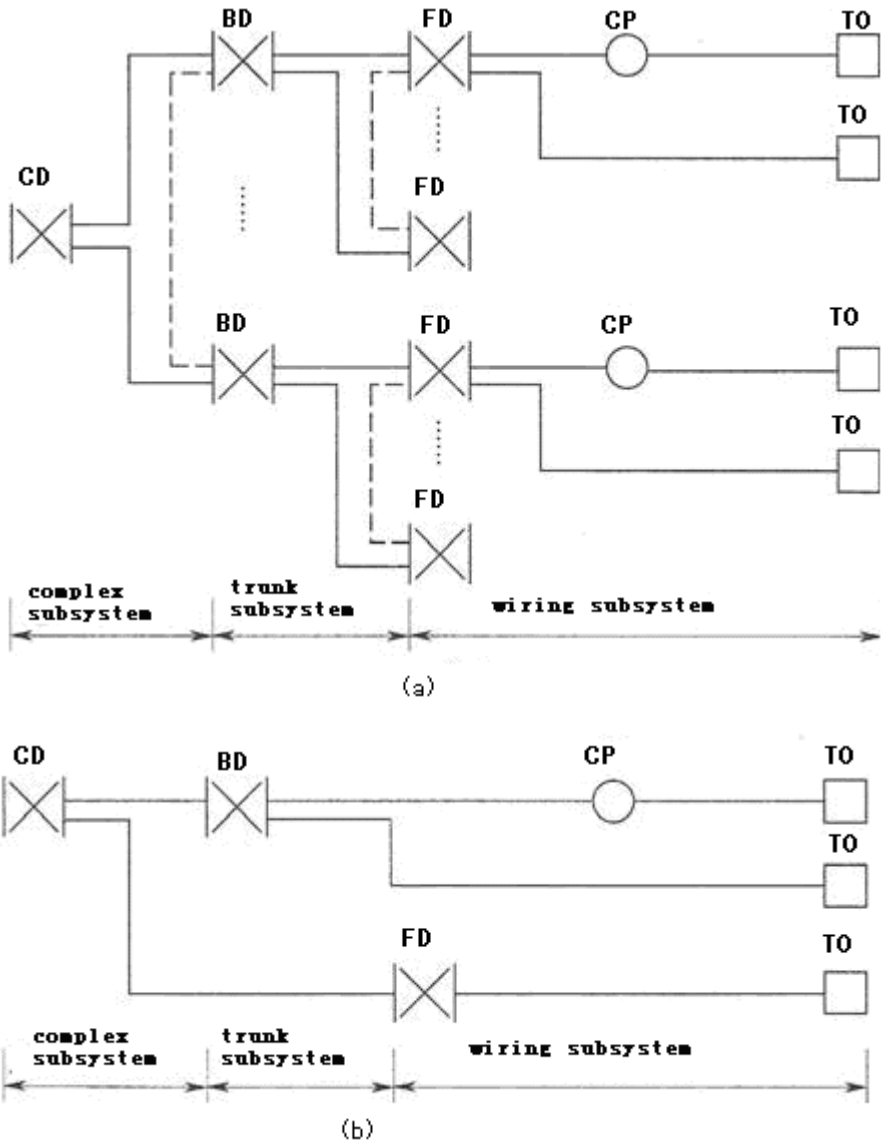 BD FD CP TO
TO
CD FD
BD FD CP TO
TO
FD
complex subsystem
trunk subsystem
wiring subsystem
(a)
CD BD CP TO
TO
FD TO
complex subsystem
trunk subsystem
wiring subsystem
(b)